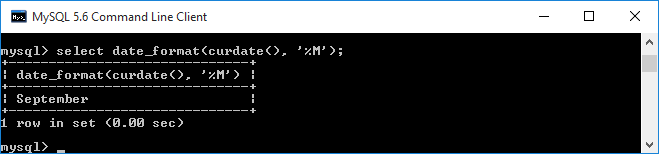 MySQL 5.6 Command Line Client
mysql> select date_format(curdate(), '%M');
+------------------------------+
| date_format(curdate(), '%M') |
+------------------------------+
| September                    |
+------------------------------+
1 row in set (0.00 sec)
mysql> _